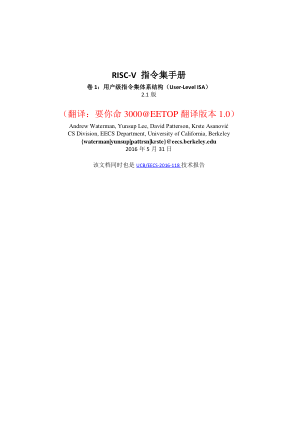 RISC-V 指令集手册
卷 1：用户级指令集体系结构（User-Level ISA）
2.1 版
（翻译：要你命 3000@EETOP 翻译版本 1.0）
Andrew Waterman, Yunsup Lee, David Patterson, Krste Asanović
CS Division, EECS Department, University of California, Berkeley
{waterman|yunsup|pattrsn|krste}@eecs.berkeley.edu
2016 年 5 月 31 日
该文档同时也是 UCB/EECS-2016-118 技术报告